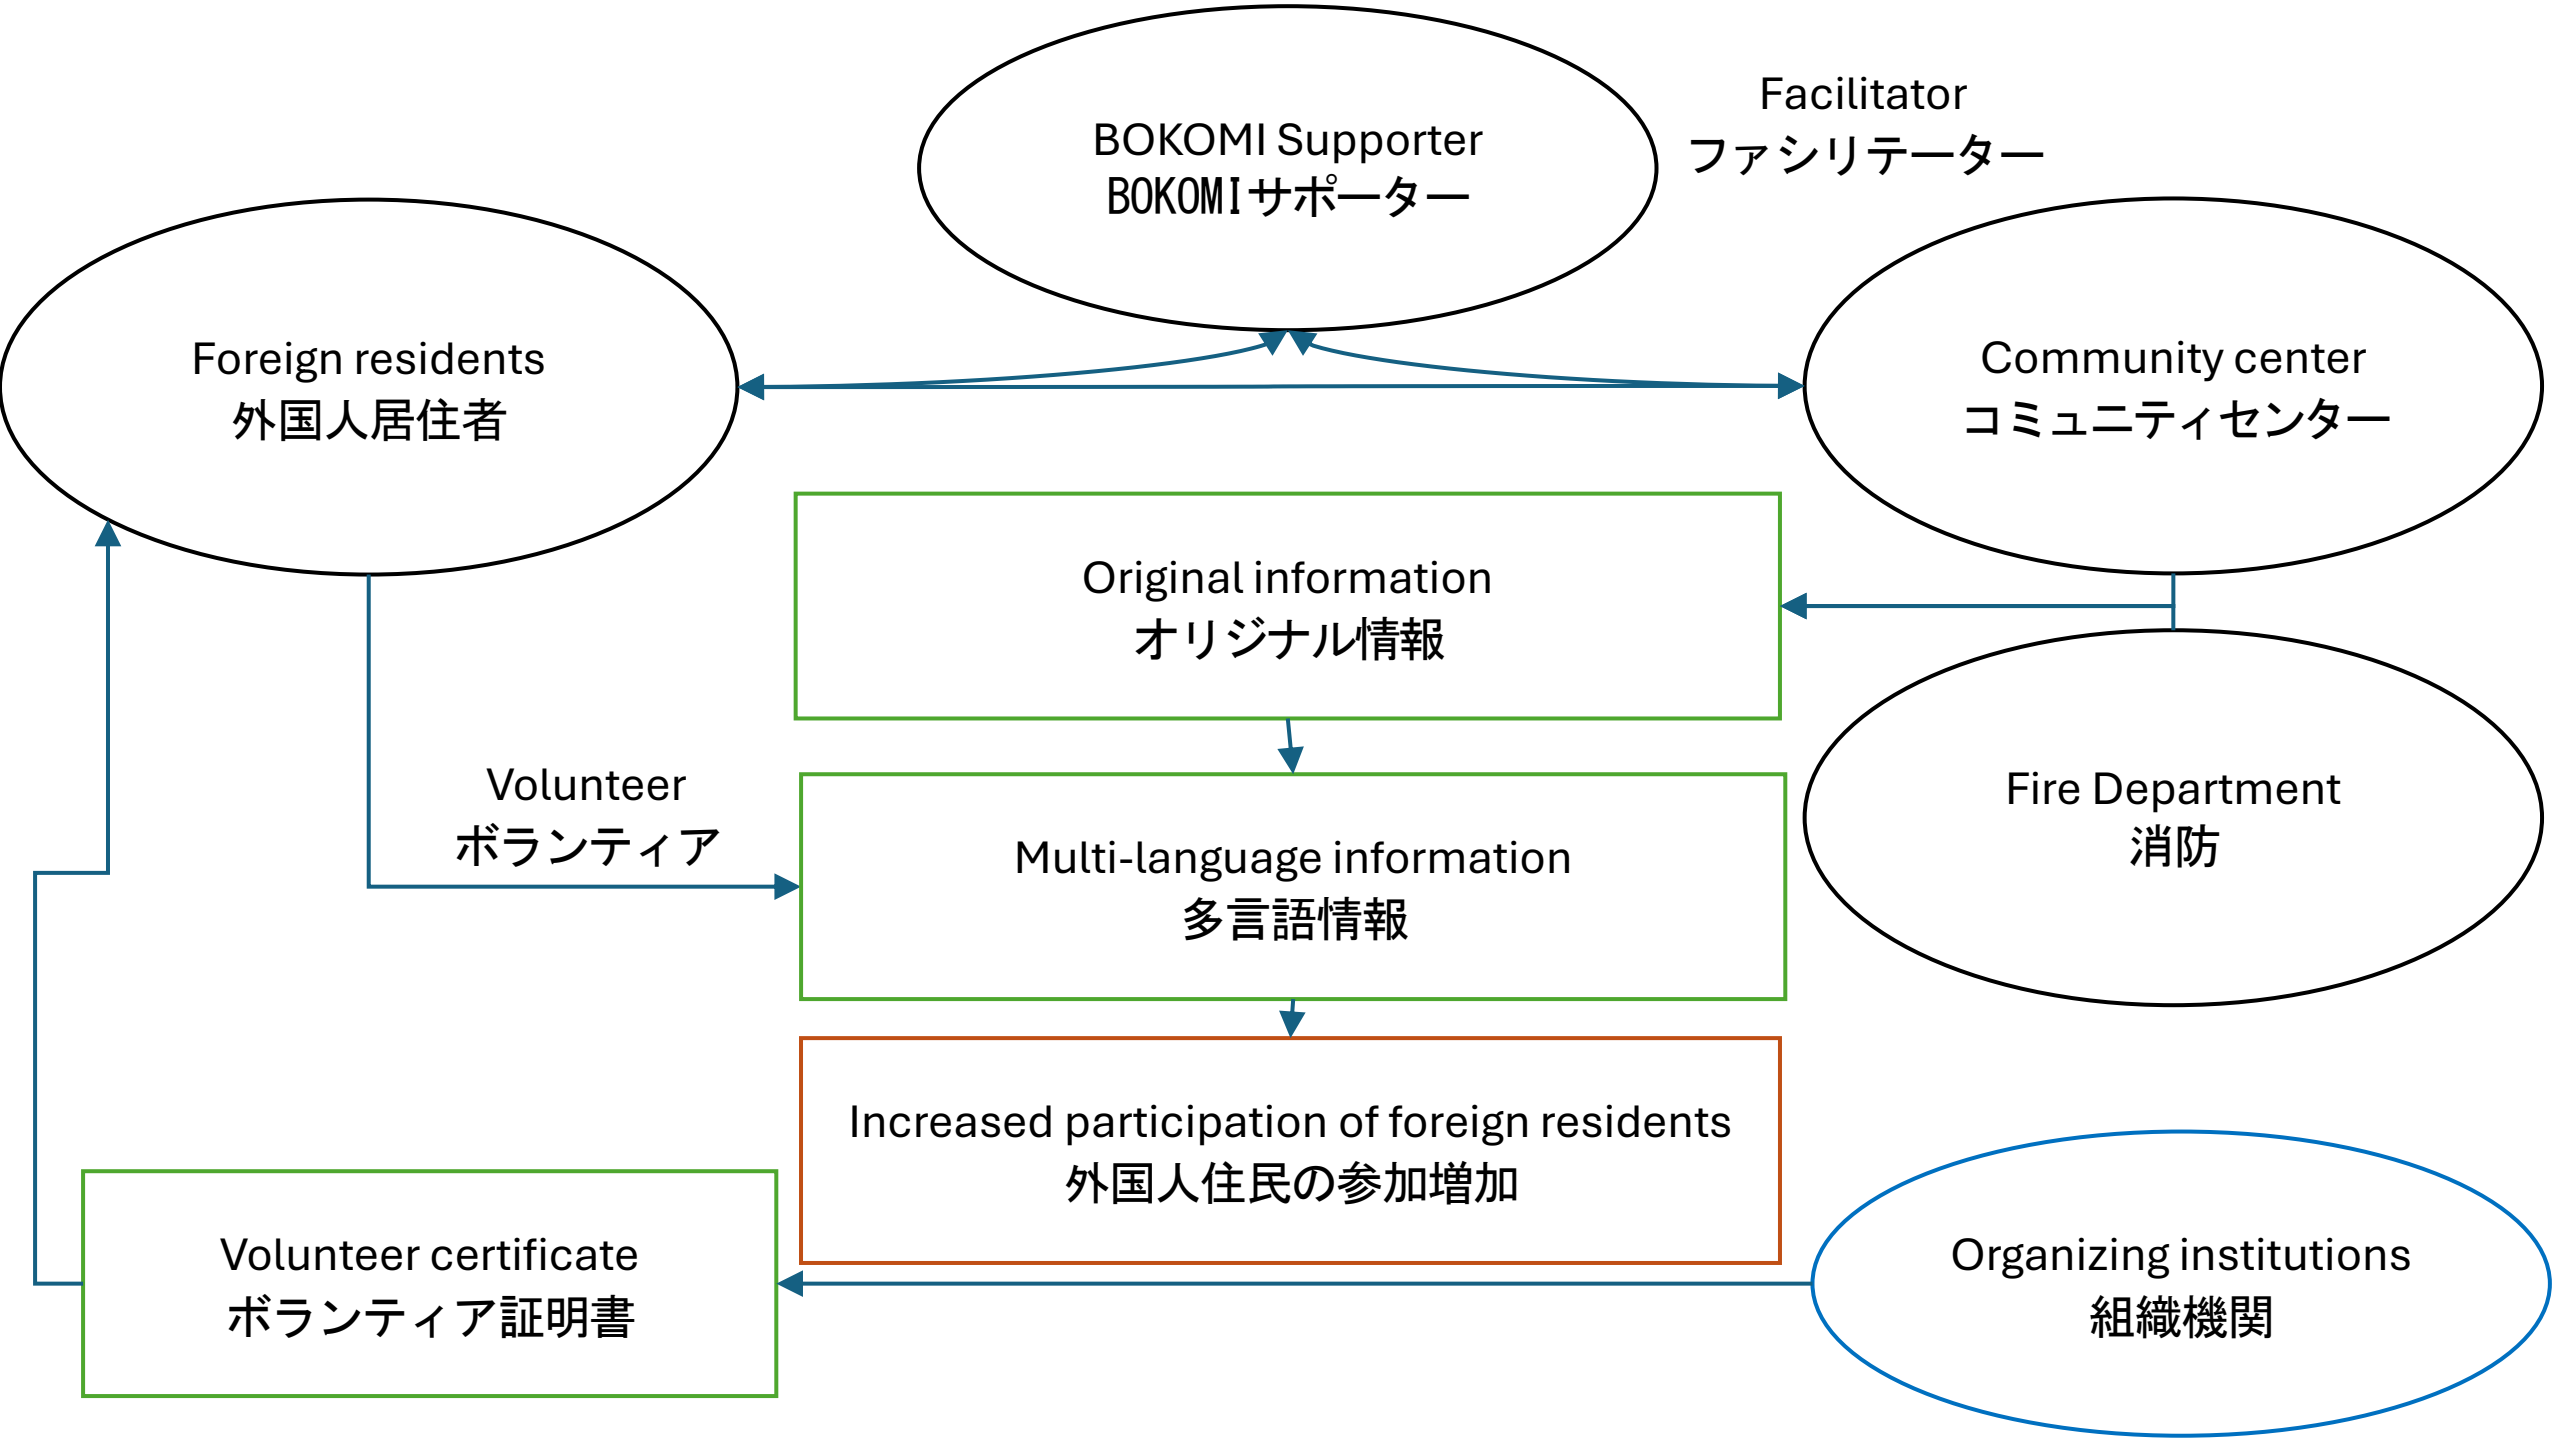 BOKOMI Supporter
BOKOMIサポーター
Facilitator
ファシリテーター
Foreign residents
外国人居住者
Community center
コミュニティセンター
Original information
オリジナル情報
Volunteer
ボランティア
Multi-language information
多言語情報
Fire Department
消防
Increased participation of foreign residents
外国人住民の参加増加
Volunteer certificate
ボランティア証明書
Organizing institutions
組織機関